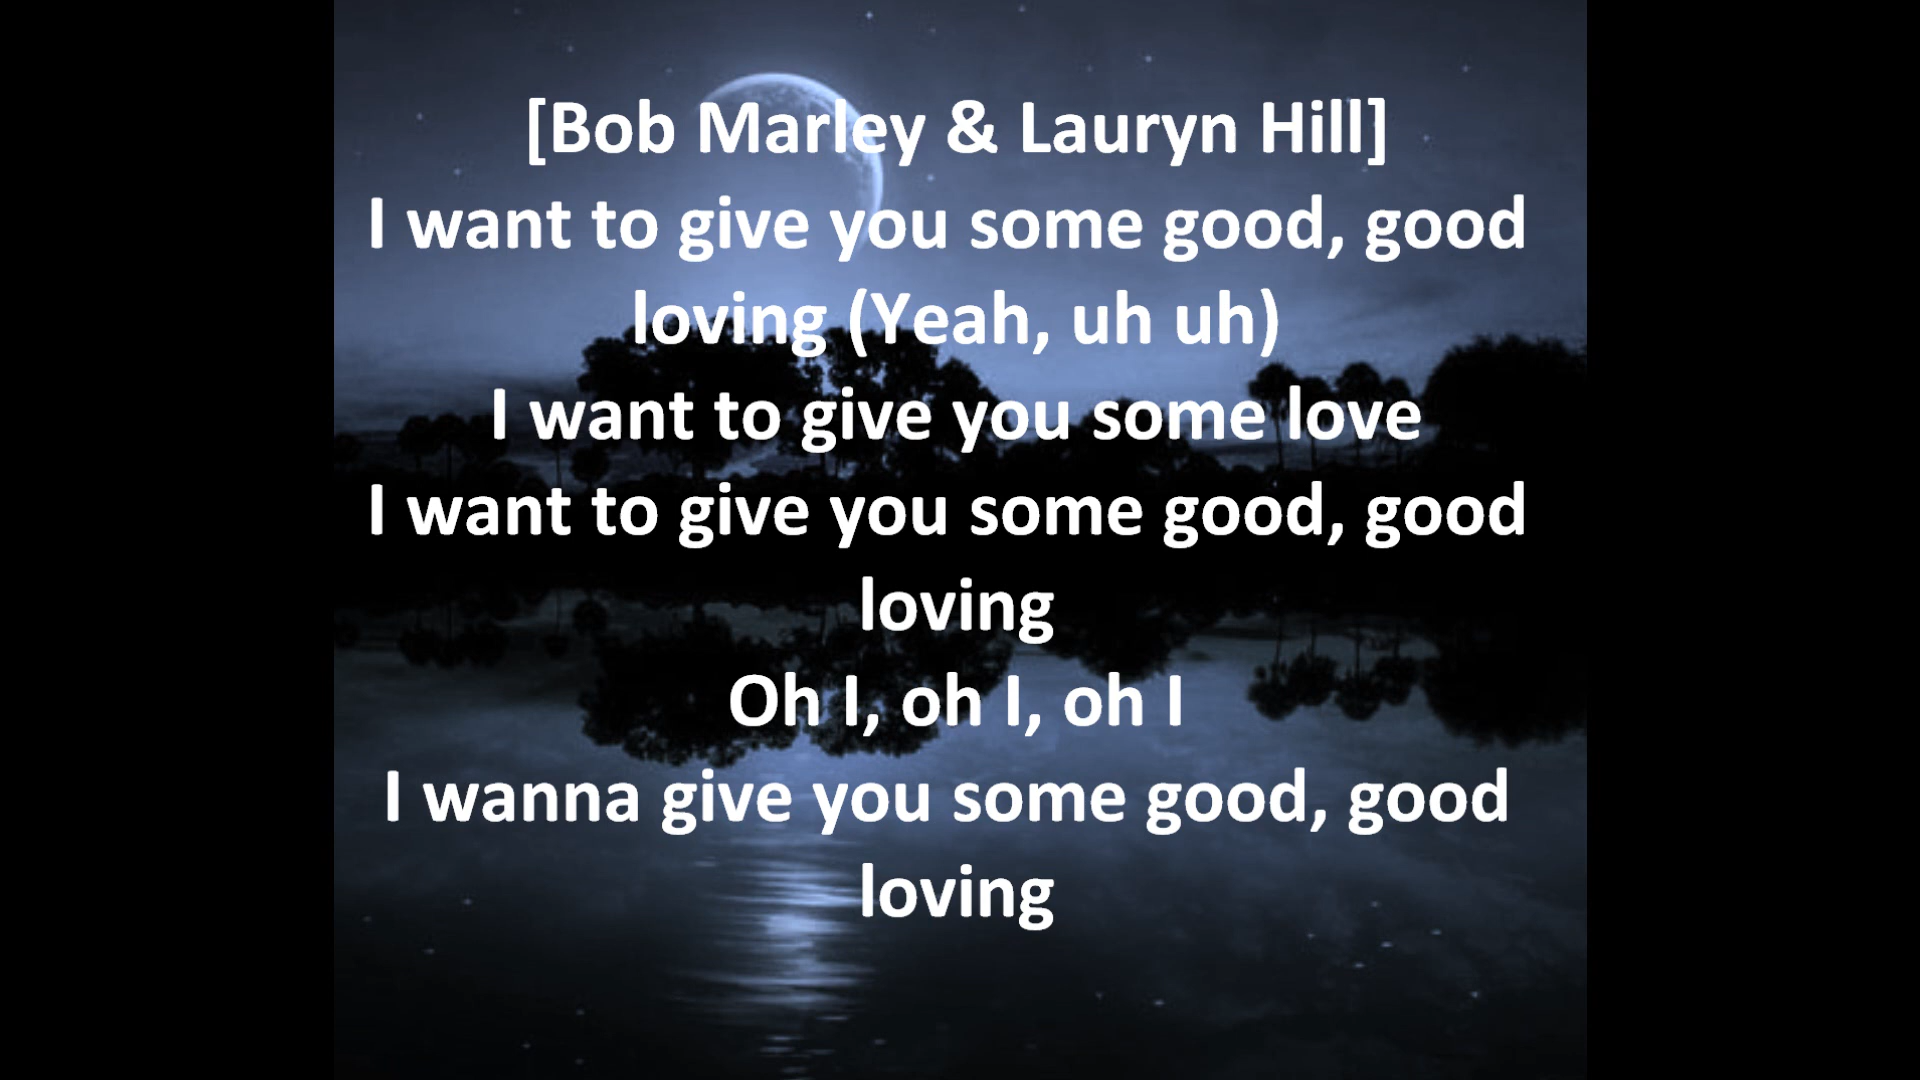 [Bob Marley & Lauryn Hill]
I want to give you some good, good
loving (Yeah, uh uh)
I want to give you some love
I want to give you some good, good
loving
Oh I, oh I, oh I
I wanna give you some good, good
loving